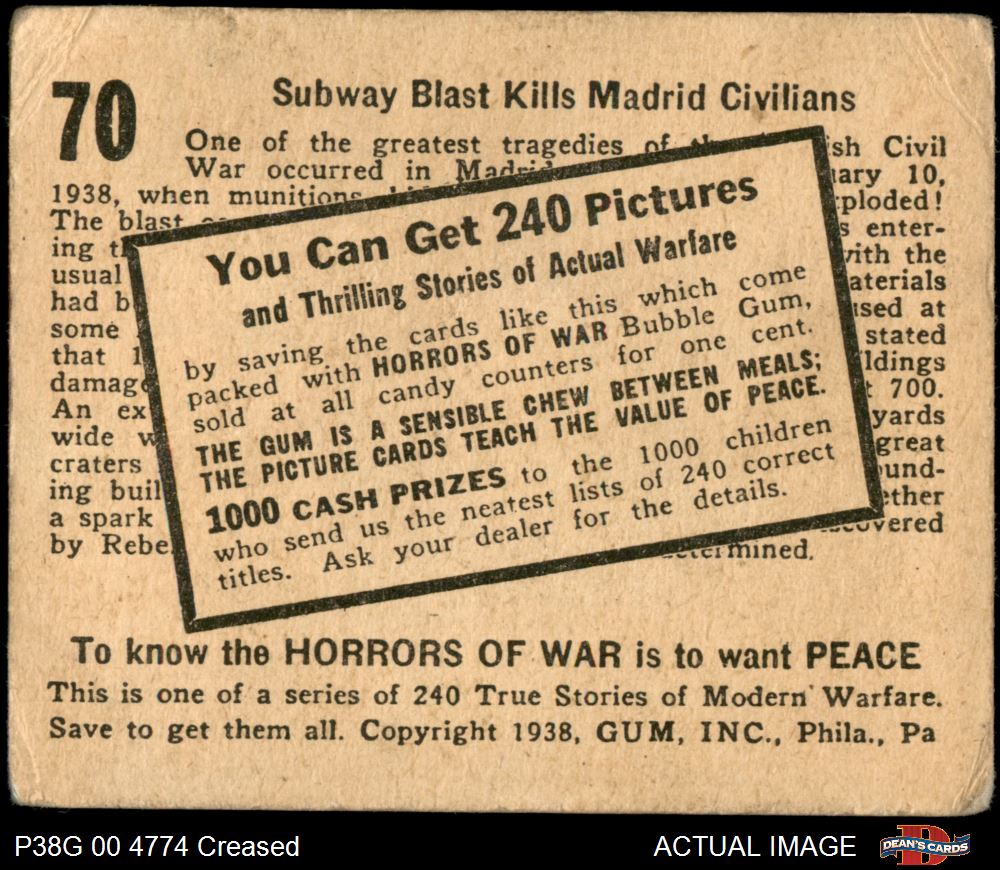 70
Subway Blast Kills Madrid Civilians
One of the greatest tragedies of Civil
War occurred in 10,
1938, when munitions ploded!
The blast enter-
ing with the
usual aterials
had at
some stated
that ldings
damage 700.
An ex yards
wide great
craters ound-
ing buil ether
a spark
by Rebe determined.
You Can Get 240 Pictures
and Thrilling Stories of Actual Warfare
by saving the cards like this which come
packed with HORRORS OF WAR Bubble Gum,
sold at all candy counters for one cent.
THE GUM IS A SENSIBLE CHEW BETWEEN MEALS;
THE PICTURE CARDS TEACH THE VALUE OF PEACE.
1000 CASH PRIZES to the 1000 children
who send us the neatest lists of 240 correct
titles. Ask your dealer for the details.
To know the HORRORS OF WAR is to want PEACE
This is one of a series of 240 True Stories of Modern Warfare.
Save to get them all. Copyright 1938, GUM, INC., Phila., Pa
P38G 00 4774 Creased
ACTUAL IMAGE
DEAN'S CARDS